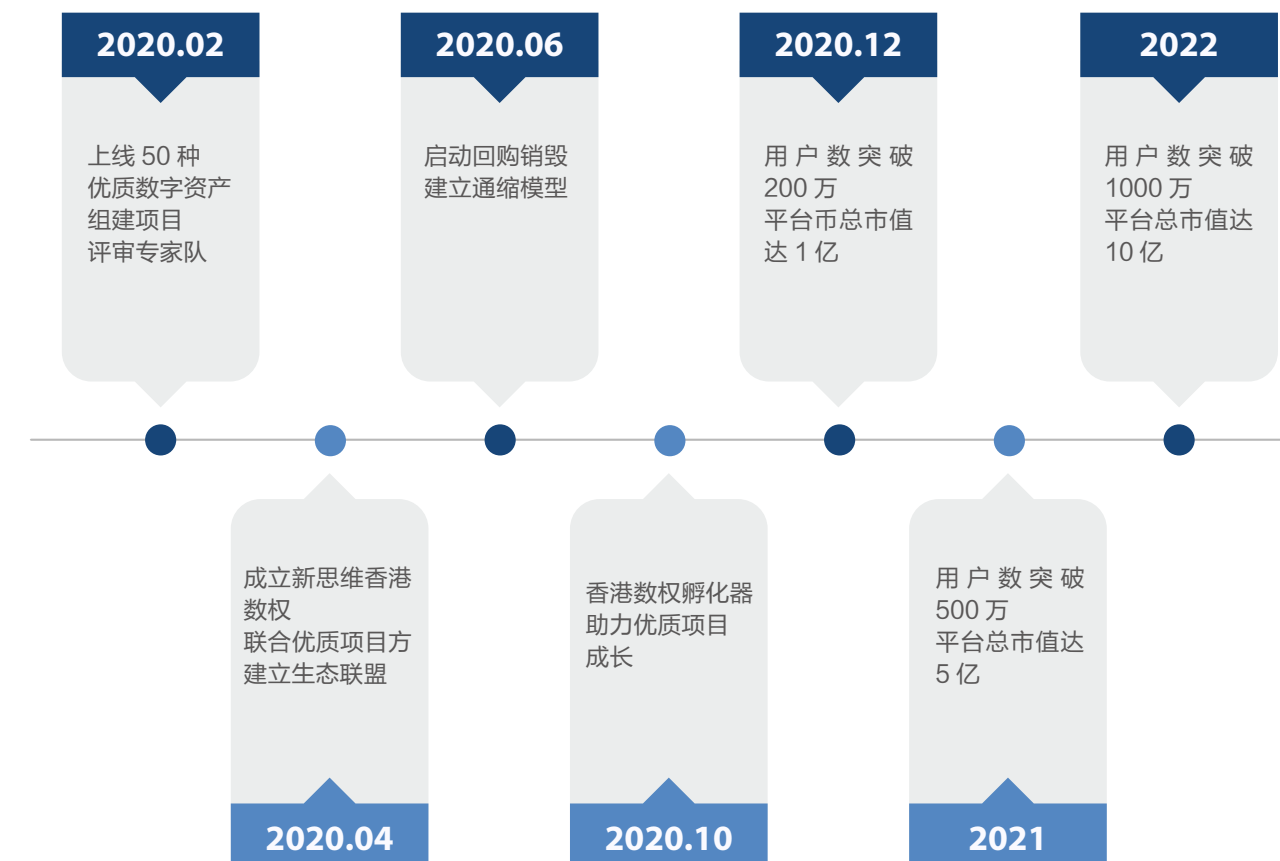 2020.02
上线 50 种
优质数字资产
组建项目
评审专家队
2020.04
成立新思维香港
数权
联合优质项目方
建立生态联盟
2020.06
启动回购销毁
建立通缩模型
2020.10
香港数权孵化器
助力优质项目
成长
2020.12
用户数突破
200 万
平台币总市值
达 1 亿
2021
用户数突破
500 万
平台总市值达
5 亿
2022
用户数突破
1000 万
平台总市值达
10 亿